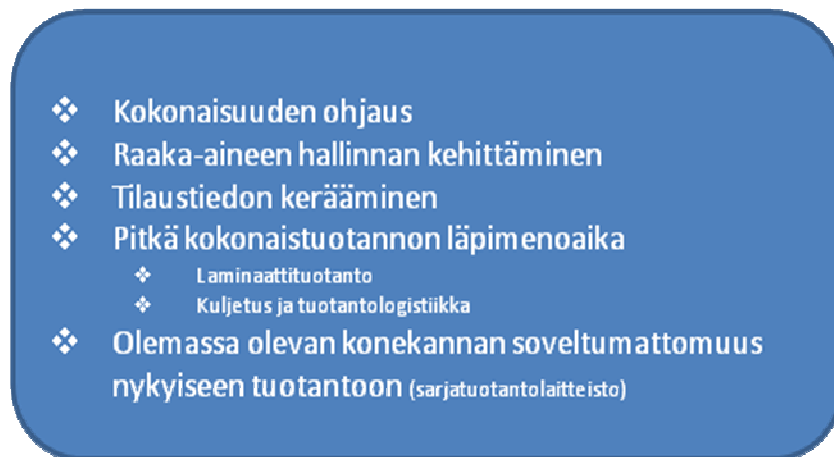 ❖ Kokonaisuuden ohjaus
❖ Raaka-aineen hallinnan kehittäminen
❖ Tilaustiedon kerääminen
❖ Pitkä kokonaistuotannon läpimenoaika
❖ Laminaattituotanto
❖ Kuljetus ja tuotantologistiikka
❖ Olemassa olevan konekannan soveltumattomuus
nykyiseen tuotantoon (sarjatuotantolaitteisto)